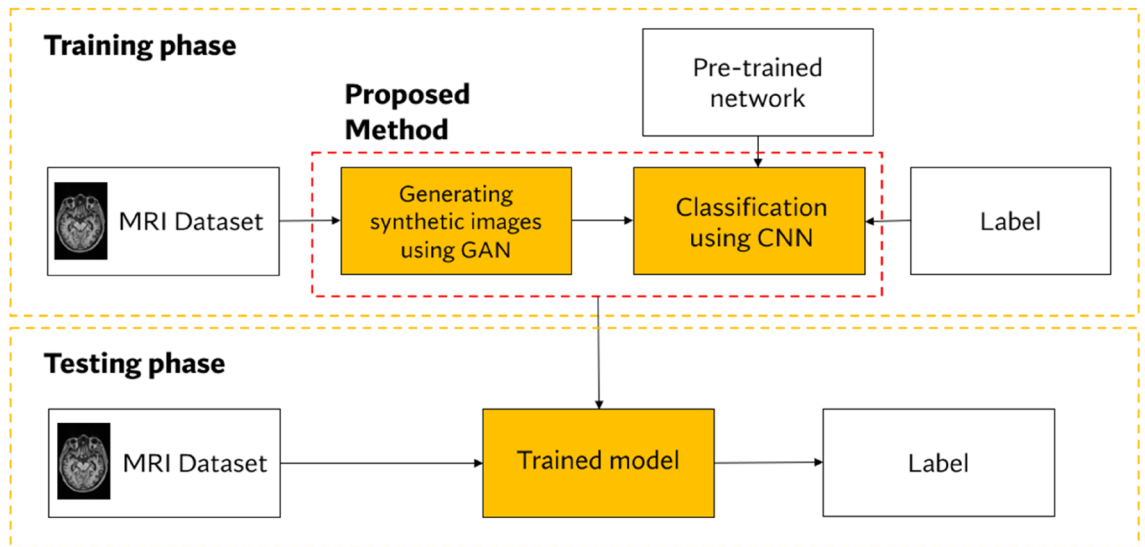 Training phase
Pre-trained
network
Proposed
Method
MRI Dataset
Generating
synthetic images
using GAN
Classification
using CNN
Label
Testing phase
MRI Dataset
Trained model
Label